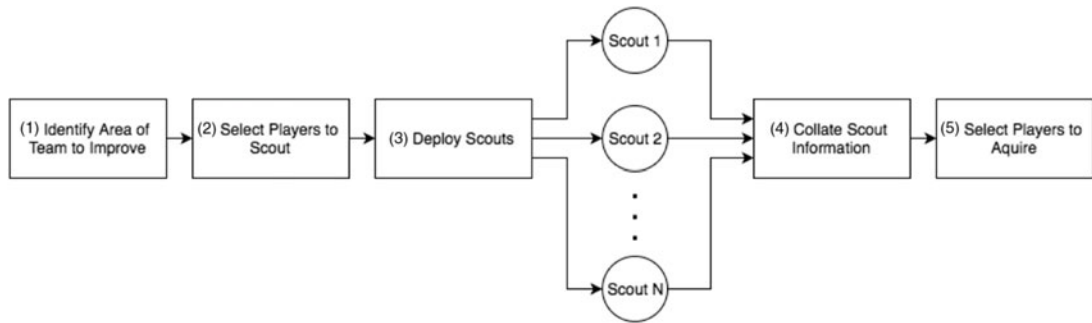 (1) Identify Area of
Team to Improve
(2) Select Players to
Scout
(3) Deploy Scouts
Scout 1
Scout 2
Scout N
(4) Collate Scout
Information
(5) Select Players to
Aquire